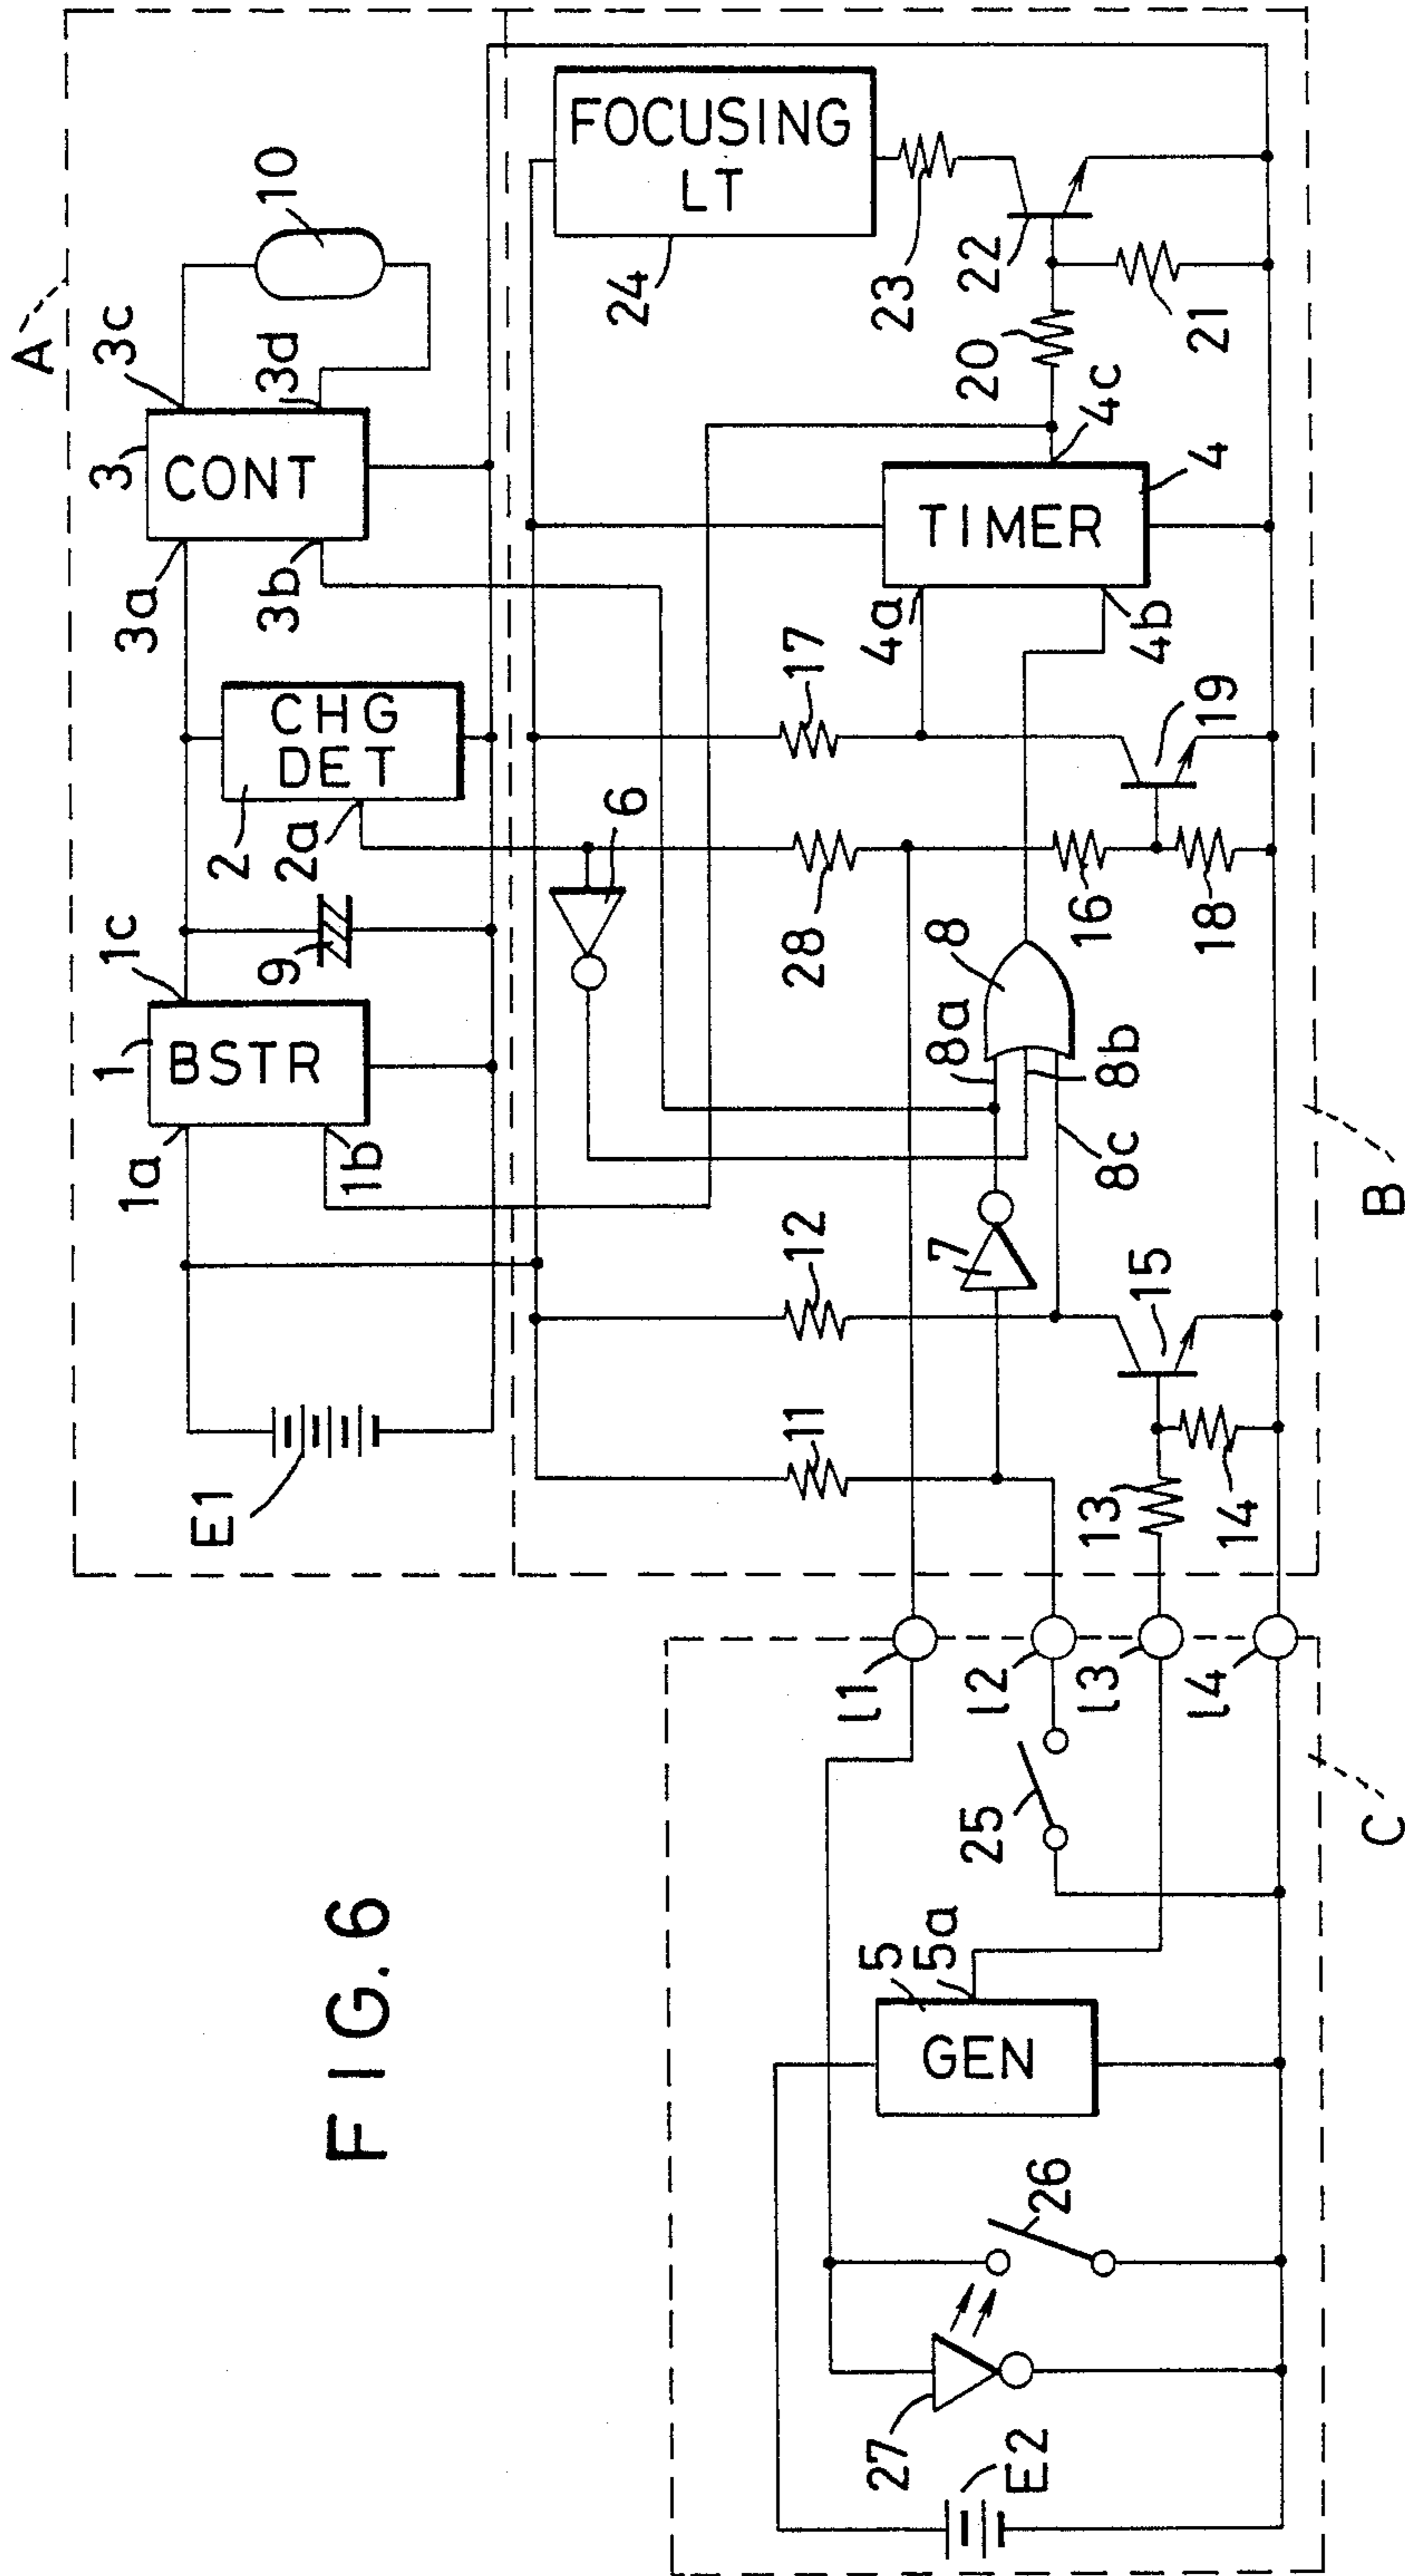 FIG. 6
A
E1
1a
1
BSTR
1b
1c
9
2
CHG
DET
2a
3a
3
CONT
3b
3c
3d
10
6
11
12
28
17
24
FOCUSING
LT
23
7
8a
8
8b
8c
16
18
19
4a
4b
4
TIMER
4c
20
22
21
13
14
15
B
l1
l2
l3
l4
25
5
5a
GEN
26
27
E2
C